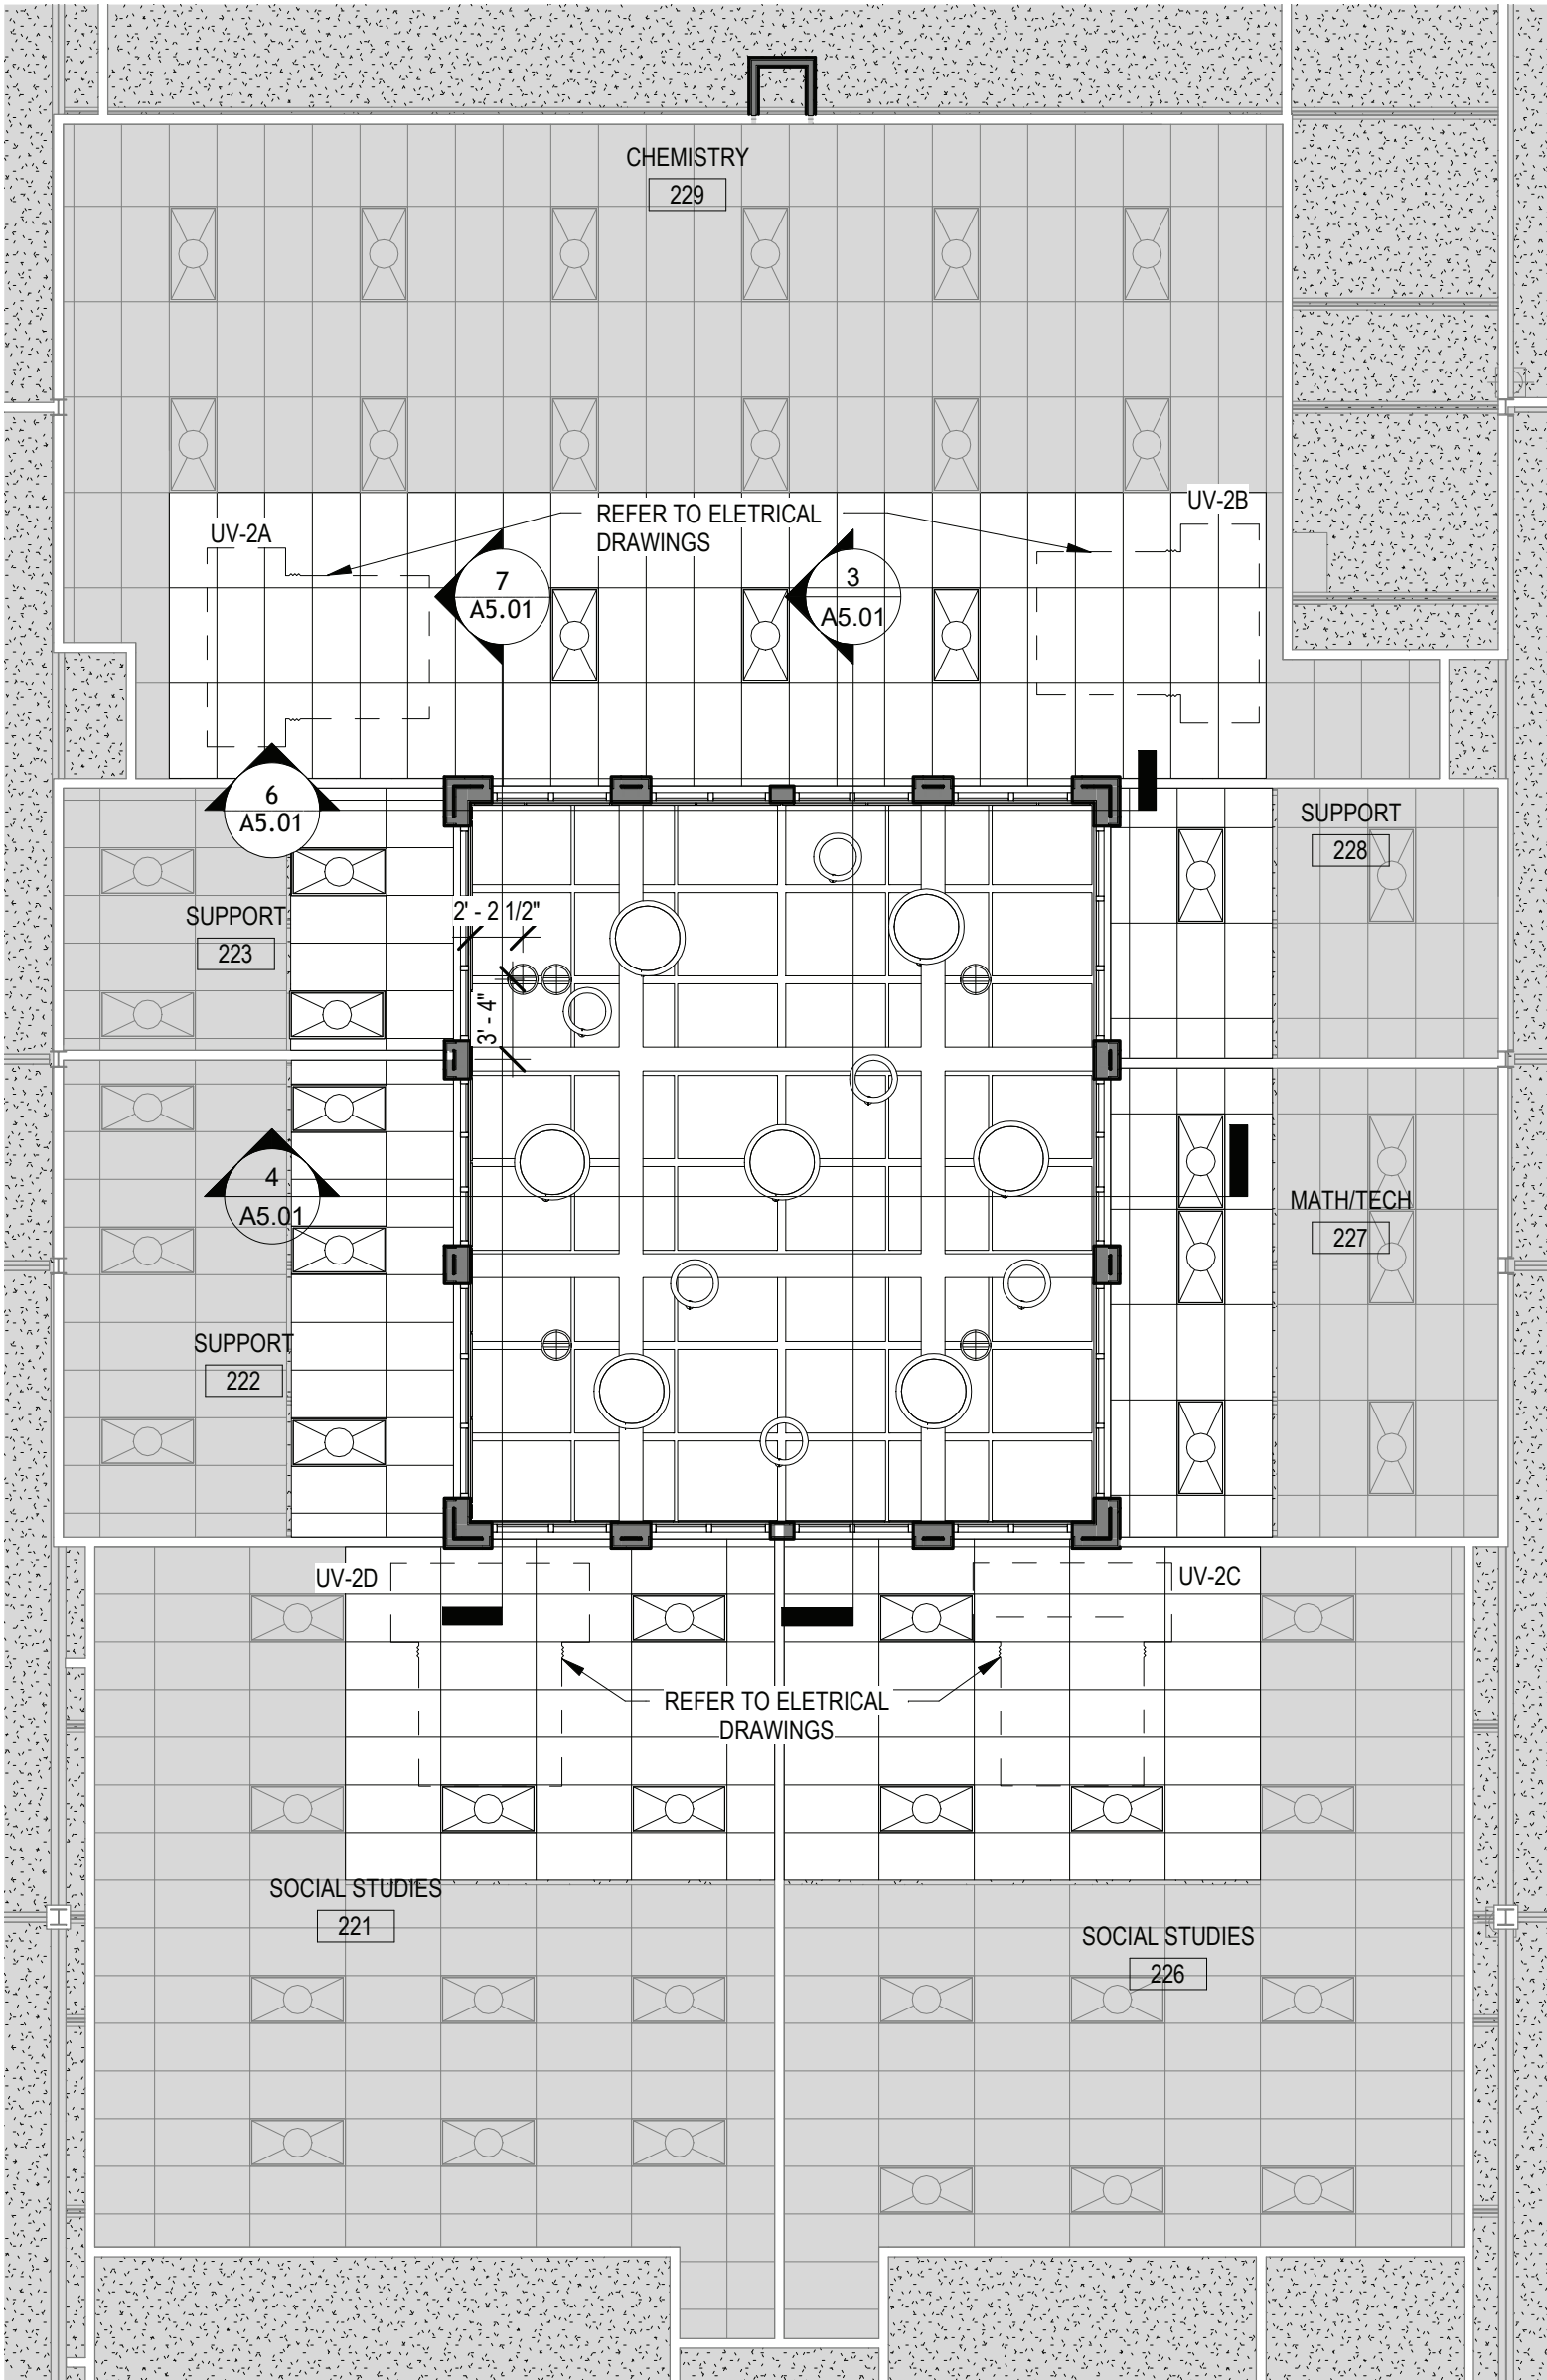 CHEMISTRY
229
UV-2B
REFER TO ELETRICAL
DRAWINGS
UV-2A
7
A5.01
3
A5.01
6
A5.01
SUPPORT
228
SUPPORT
223
2' - 2 1/2"
3' - 4"
4
A5.01
MATH/TECH
227
SUPPORT
222
UV-2D
UV-2C
REFER TO ELETRICAL
DRAWINGS
SOCIAL STUDIES
221
SOCIAL STUDIES
226